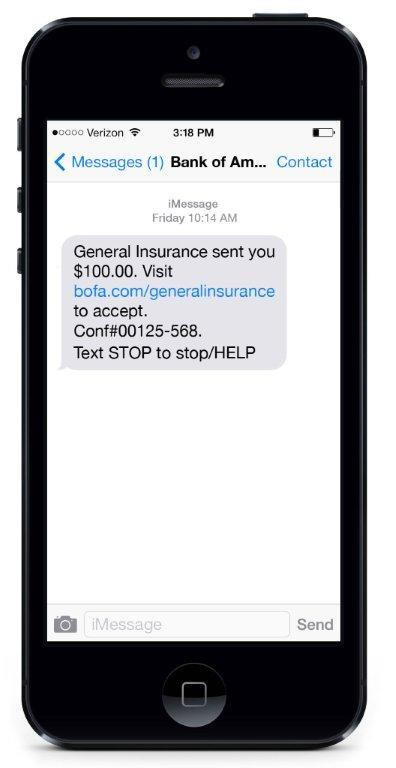 Verizon 3:18 PM
Messages (1) Bank of Am... Contact
iMessage
Friday 10:14 AM
General Insurance sent you
$100.00. Visit
bofa.com/generalinsurance
to accept.
Conf#00125-568.
Text STOP to stop/HELP
iMessage Send